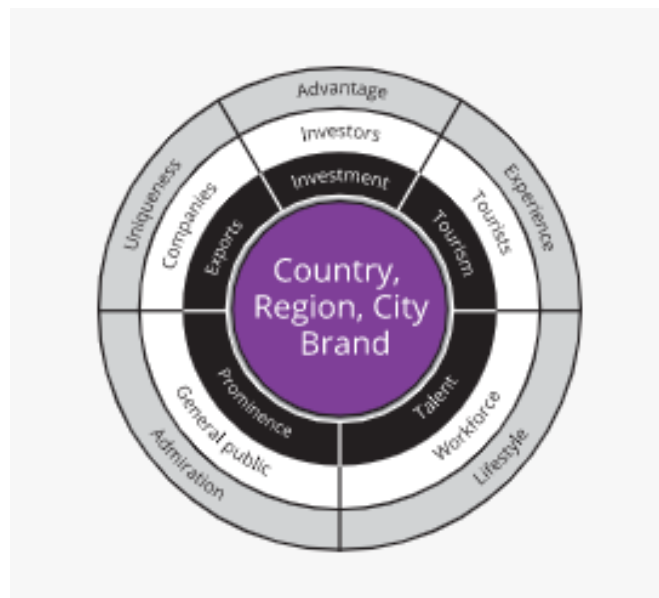 Advantage
Investors
Investment
Uniqueness
Companies
Exports
Experience
Tourists
Tourism
Country,
Region, City
Brand
Prominence
General public
Admiration
Talent
Workforce
Lifestyle